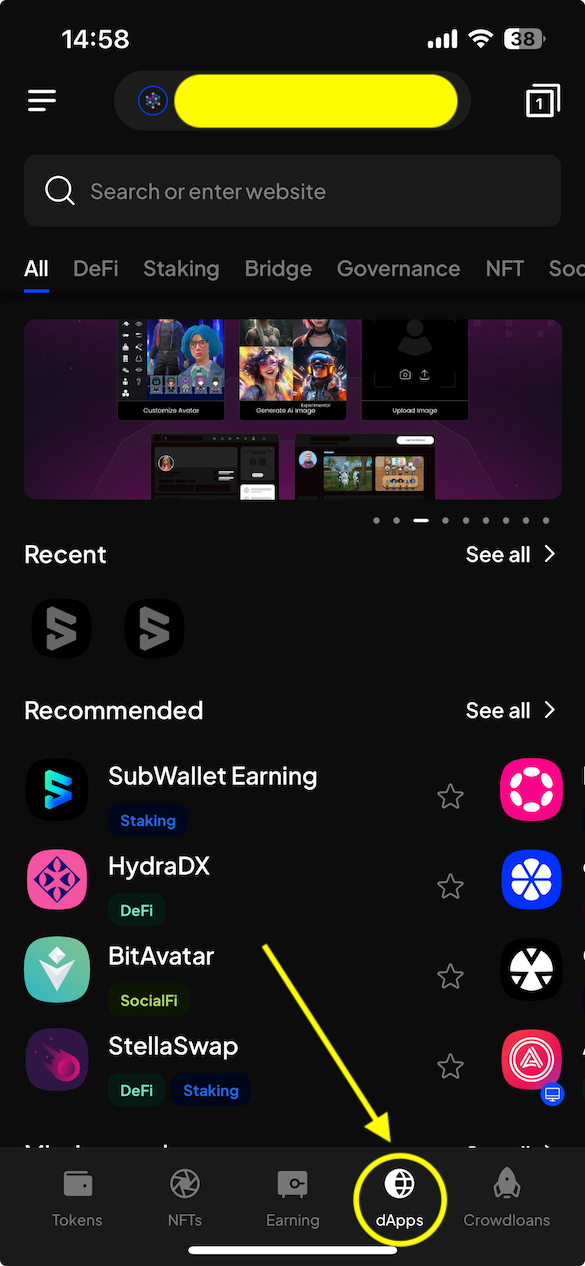 14:58
38
1
Search or enter website
All DeFi Staking Bridge Governance NFT Soc
Customize Avatar
Generate Ai Image
Experimental
Upload Image
Recent
See all
Recommended
See all
SubWallet Earning
Staking
HydraDX
DeFi
BitAvatar
SocialFi
StellaSwap
DeFi Staking
Tokens
NFTs
Earning
dApps
Crowdloans